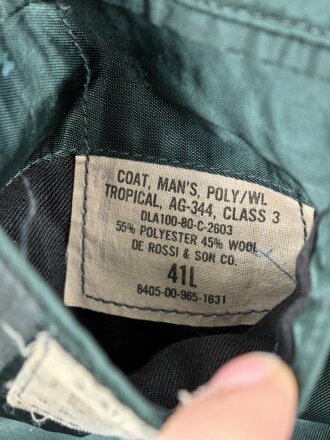 COAT, MAN'S, POLY/WL
TROPICAL, AG-344, CLASS 3
DLA100-80-C-2603
55% POLYESTER 45% WOOL
DE ROSSI & SON CO.
41L
8405-00-965-1631